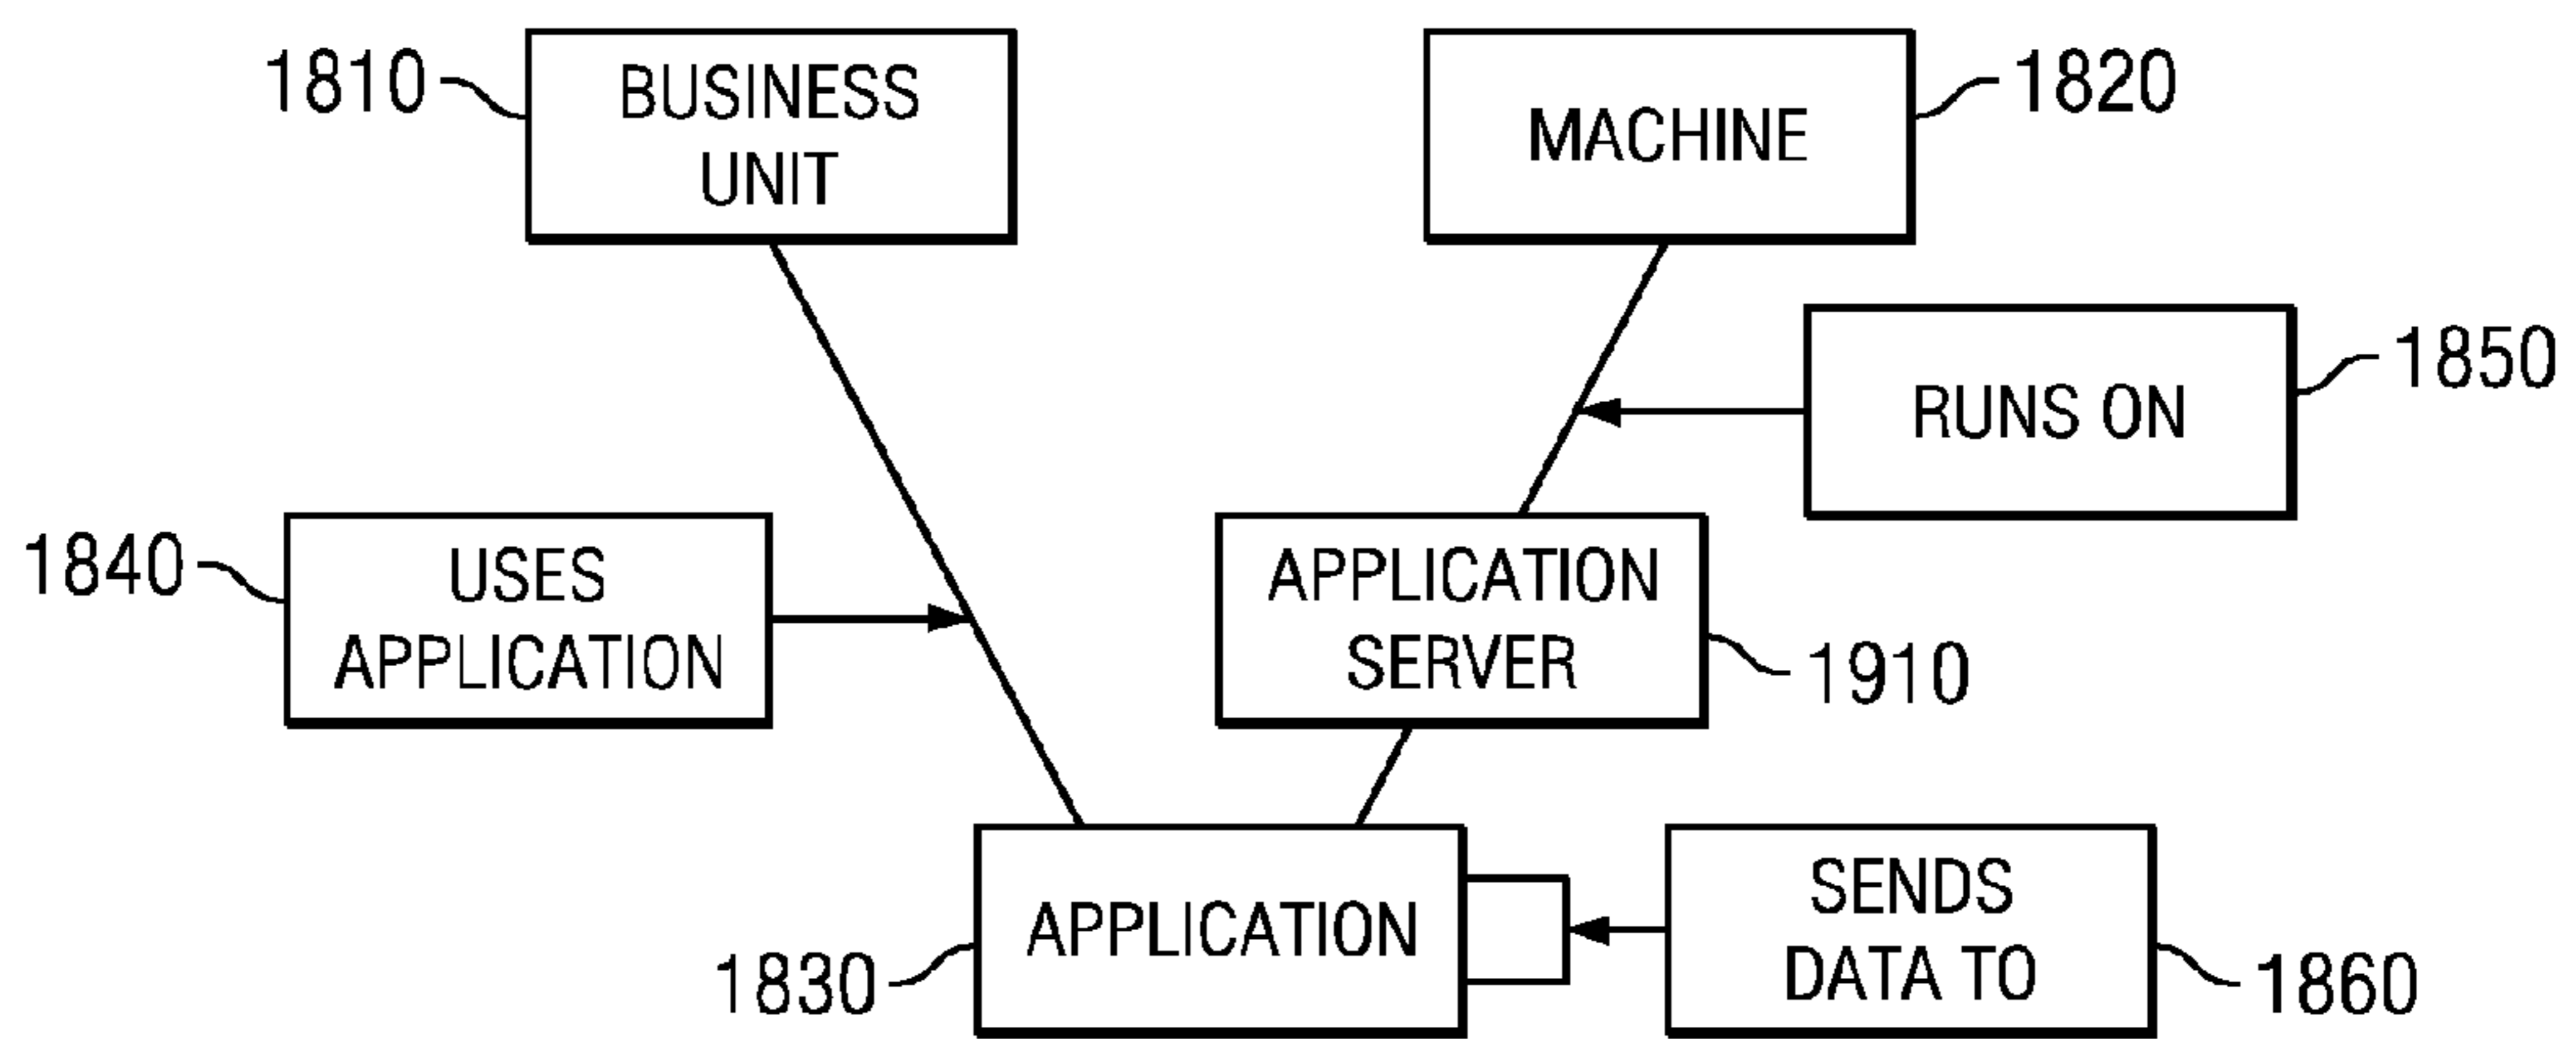 1810
BUSINESS
UNIT
MACHINE
1820
RUNS ON
1850
1840
USES
APPLICATION
APPLICATION
SERVER
1910
1830
APPLICATION
SENDS
DATA TO
1860